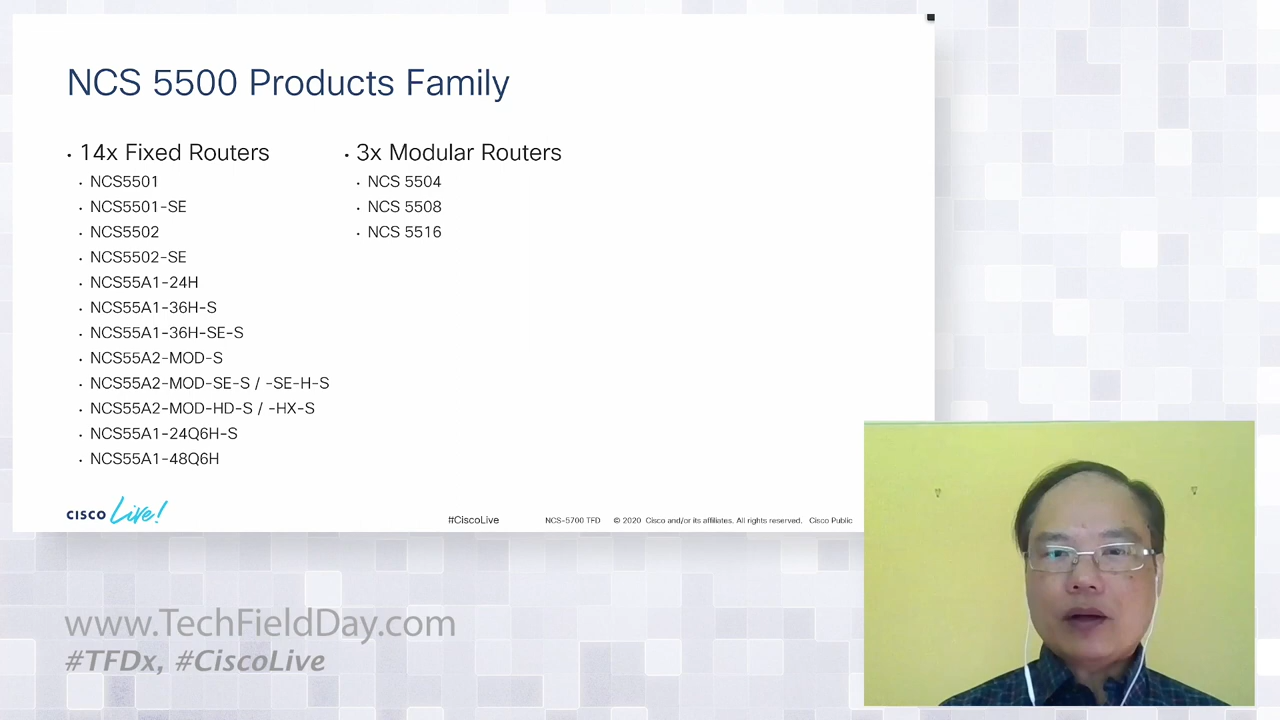 NCS 5500 Products Family
• 14x Fixed Routers
• NCS5501
• NCS5501-SE
• NCS5502
• NCS5502-SE
• NCS55A1-24H
• NCS55A1-36H-S
• NCS55A1-36H-SE-S
• NCS55A2-MOD-S
• NCS55A2-MOD-SE-S / -SE-H-S
• NCS55A2-MOD-HD-S / -HX-S
• NCS55A1-24Q6H-S
• NCS55A1-48Q6H
• 3x Modular Routers
• NCS 5504
• NCS 5508
• NCS 5516
CISCO Live!
#CiscoLive
NCS-5700 TFD
© 2020 Cisco and/or its affiliates. All rights reserved. Cisco Public
www.TechFieldDay.com
#TFDx, #CiscoLive